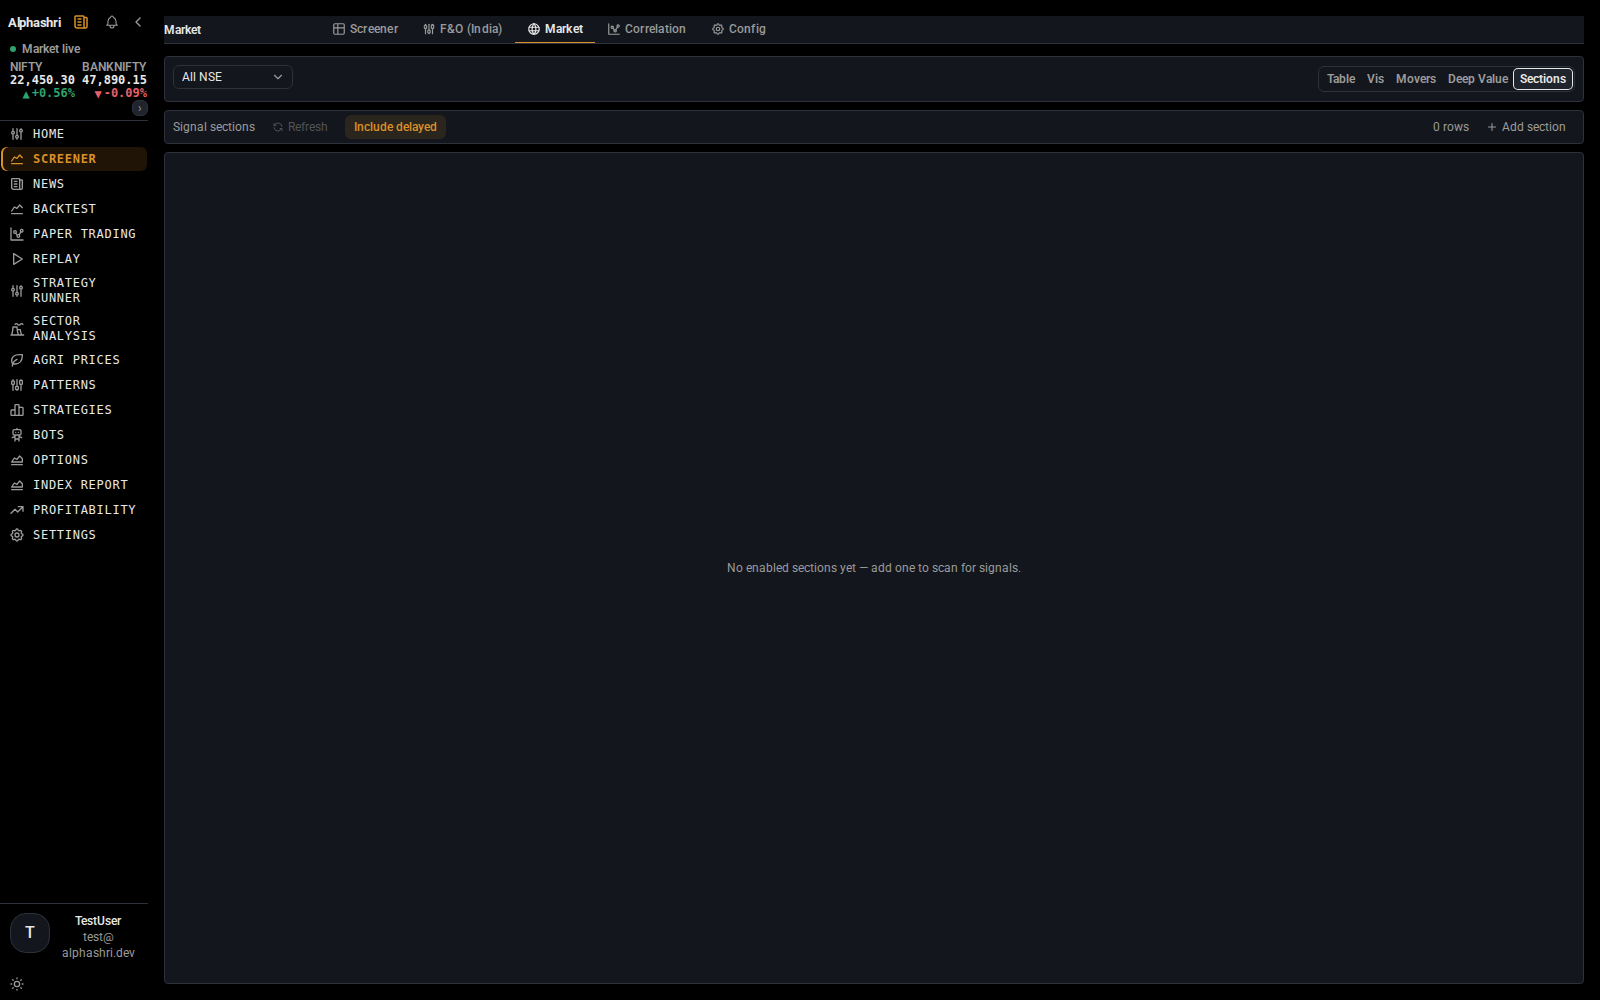 Alphashri
Market live
NIFTY BANKNIFTY
22,450.30 47,890.15
▲+0.56% ▼-0.09%
›
HOME
SCREENER
NEWS
BACKTEST
PAPER TRADING
REPLAY
STRATEGY
RUNNER
SECTOR
ANALYSIS
AGRI PRICES
PATTERNS
STRATEGIES
BOTS
OPTIONS
INDEX REPORT
PROFITABILITY
SETTINGS
T
TestUser
test@
alphashri.dev
Market
Screener F&O (India) Market Correlation Config
All NSE
Table Vis Movers Deep Value Sections
Signal sections Refresh Include delayed
0 rows + Add section
No enabled sections yet — add one to scan for signals.